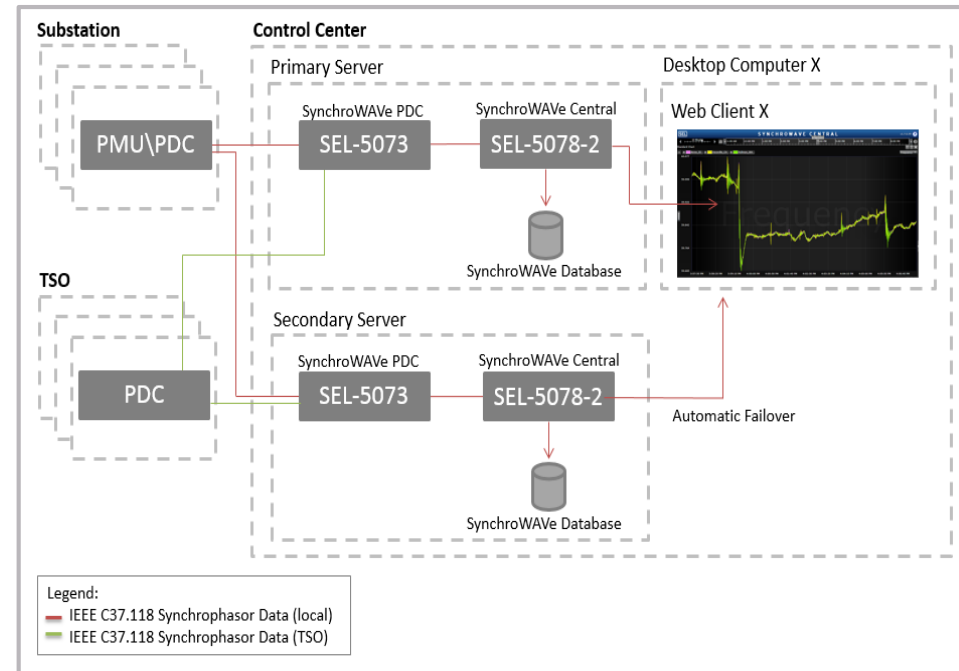 Substation
Control Center
Primary Server
Desktop Computer X
SynchroWAVe PDC
SynchroWAVe Central
Web Client X
PMU\PDC
SEL-5073
SEL-5078-2
SYNCHROWAVE CENTRAL
Frequency
SynchroWAVe Database
TSO
Secondary Server
SynchroWAVe PDC
SynchroWAVe Central
PDC
SEL-5073
SEL-5078-2
Automatic Failover
SynchroWAVe Database
Legend:
IEEE C37.118 Synchrophasor Data (local)
IEEE C37.118 Synchrophasor Data (TSO)